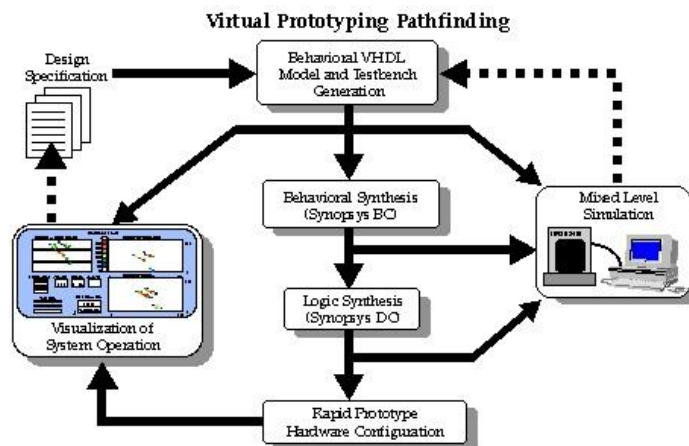 Virtual Prototyping Pathfinding
Design
Specification
Behavioral VHDL
Model and Testbench
Generation
Behavioral Synthesis
(Synopsys BC)
Mixed Level
Simulation
Logic Synthesis
(Synopsys DC)
Visualization of
System Operation
Rapid Prototype
Hardware Configuration